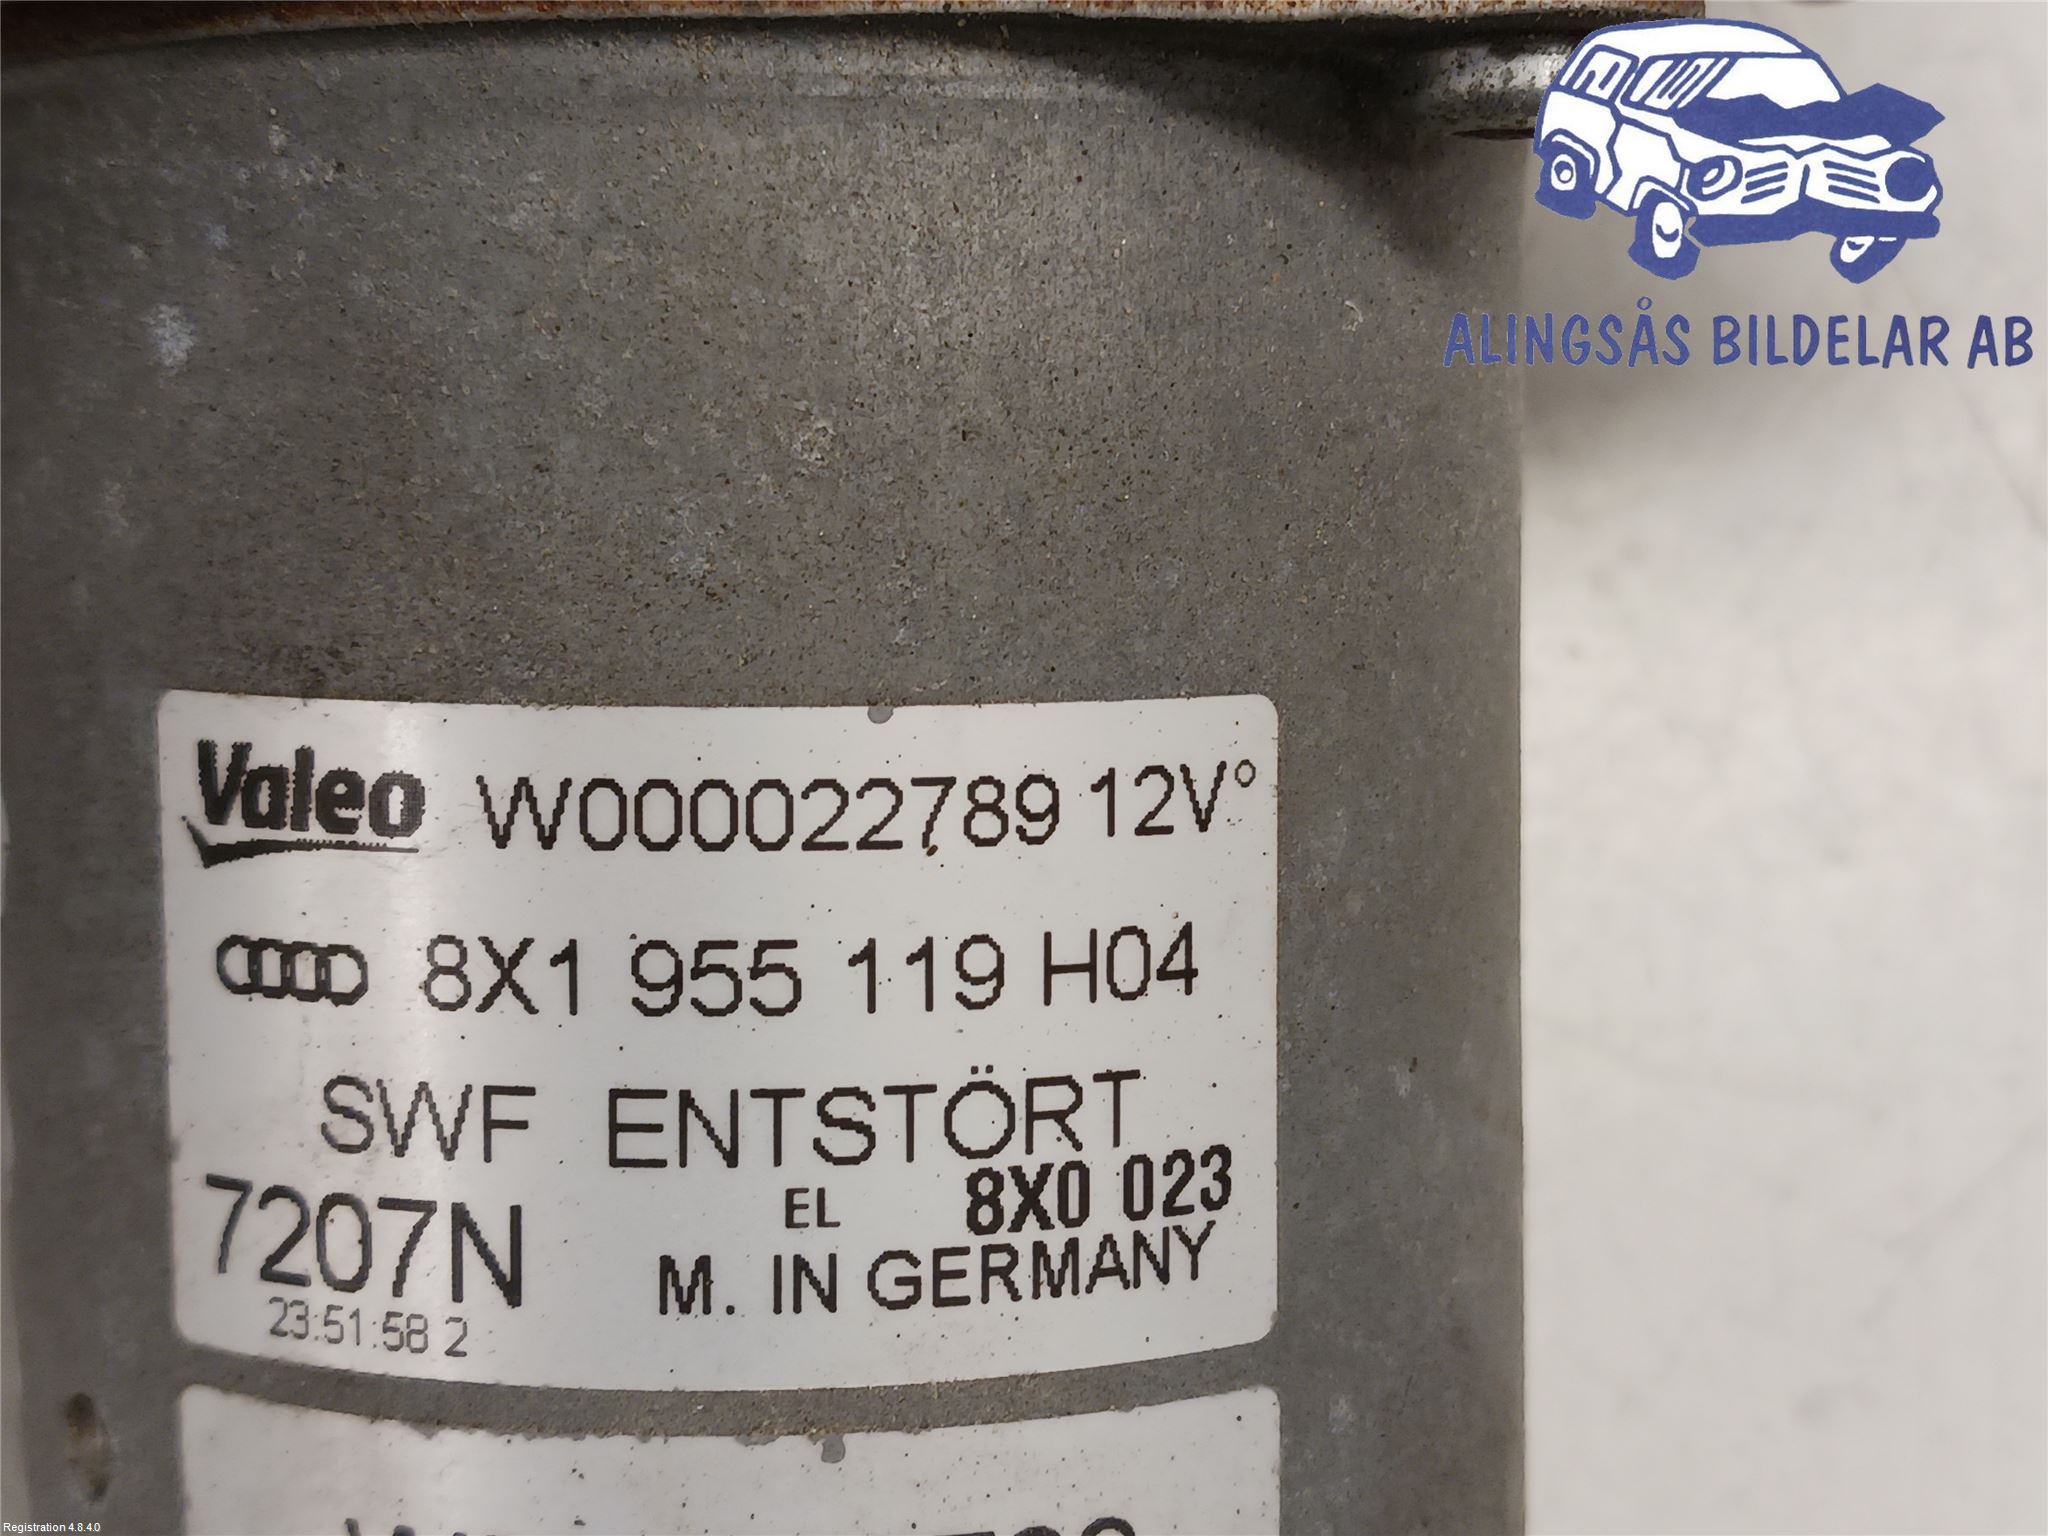 ALINGSÅS BILDELAR AB
Valeo W000022789 12V°
8X1 955 119 H04
SWF ENTSTÖRT
7207N EL 8X0 023
23:51:58 2 M. IN GERMANY
Registration 4.8.4.0